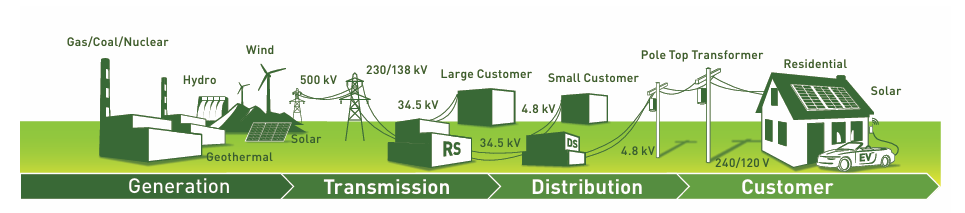 Gas/Coal/Nuclear
Hydro
Wind
Solar
Geothermal
500 kV
230/138 kV
34.5 kV
Large Customer
RS
34.5 kV
4.8 kV
Small Customer
DS
4.8 kV
Pole Top Transformer
240/120 V
Residential
Solar
EV
Generation
Transmission
Distribution
Customer